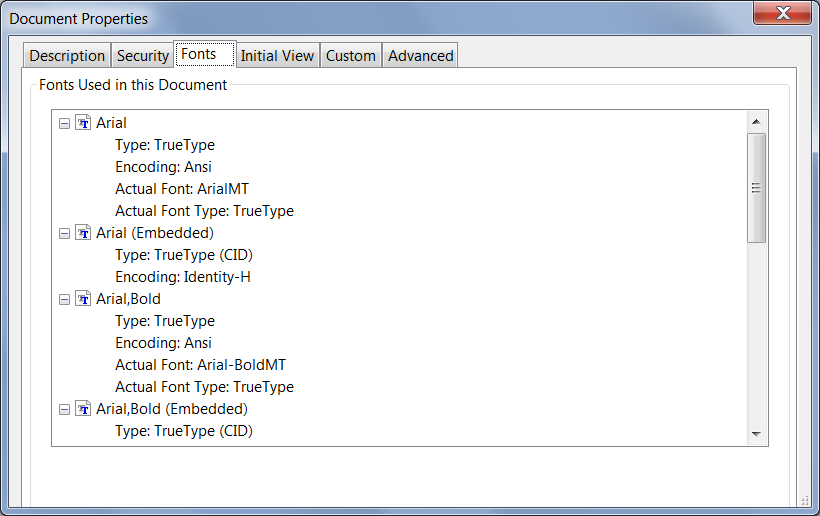 Document Properties
Description Security Fonts Initial View Custom Advanced
Fonts Used in this Document
Arial
Type: TrueType
Encoding: Ansi
Actual Font: ArialMT
Actual Font Type: TrueType
Arial (Embedded)
Type: TrueType (CID)
Encoding: Identity-H
Arial,Bold
Type: TrueType
Encoding: Ansi
Actual Font: Arial-BoldMT
Actual Font Type: TrueType
Arial,Bold (Embedded)
Type: TrueType (CID)